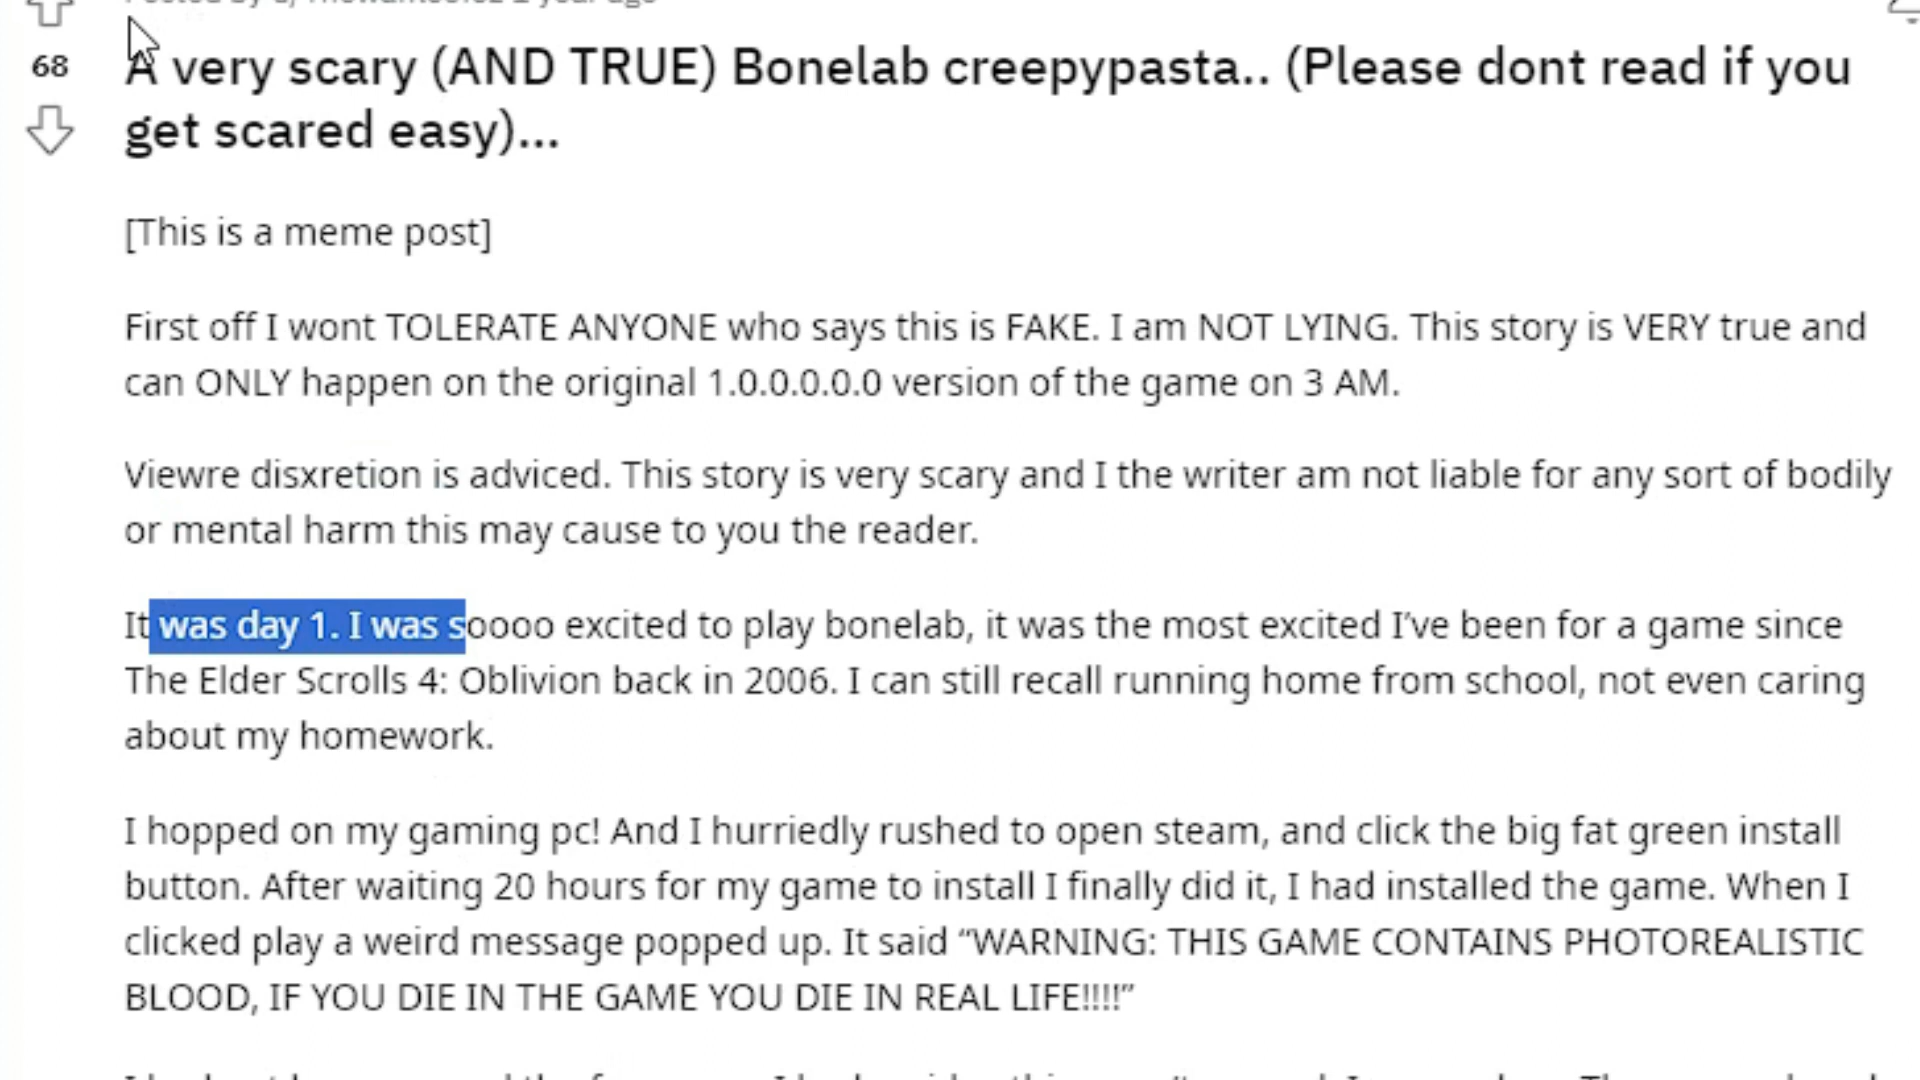 68
A very scary (AND TRUE) Bonelab creepypasta.. (Please dont read if you
get scared easy)...
[This is a meme post]
First off I wont TOLERATE ANYONE who says this is FAKE. I am NOT LYING. This story is VERY true and
can ONLY happen on the original 1.0.0.0.0.0 version of the game on 3 AM.
Viewre disxretion is adviced. This story is very scary and I the writer am not liable for any sort of bodily
or mental harm this may cause to you the reader.
It was day 1. I was soooo excited to play bonelab, it was the most excited I’ve been for a game since
The Elder Scrolls 4: Oblivion back in 2006. I can still recall running home from school, not even caring
about my homework.
I hopped on my gaming pc! And I hurriedly rushed to open steam, and click the big fat green install
button. After waiting 20 hours for my game to install I finally did it, I had installed the game. When I
clicked play a weird message popped up. It said “WARNING: THIS GAME CONTAINS PHOTOREALISTIC
BLOOD, IF YOU DIE IN THE GAME YOU DIE IN REAL LIFE!!!!”